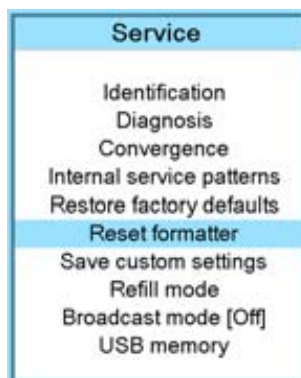 Service
Identification
Diagnosis
Convergence
Internal service patterns
Restore factory defaults
Reset formatter
Save custom settings
Refill mode
Broadcast mode [Off]
USB memory